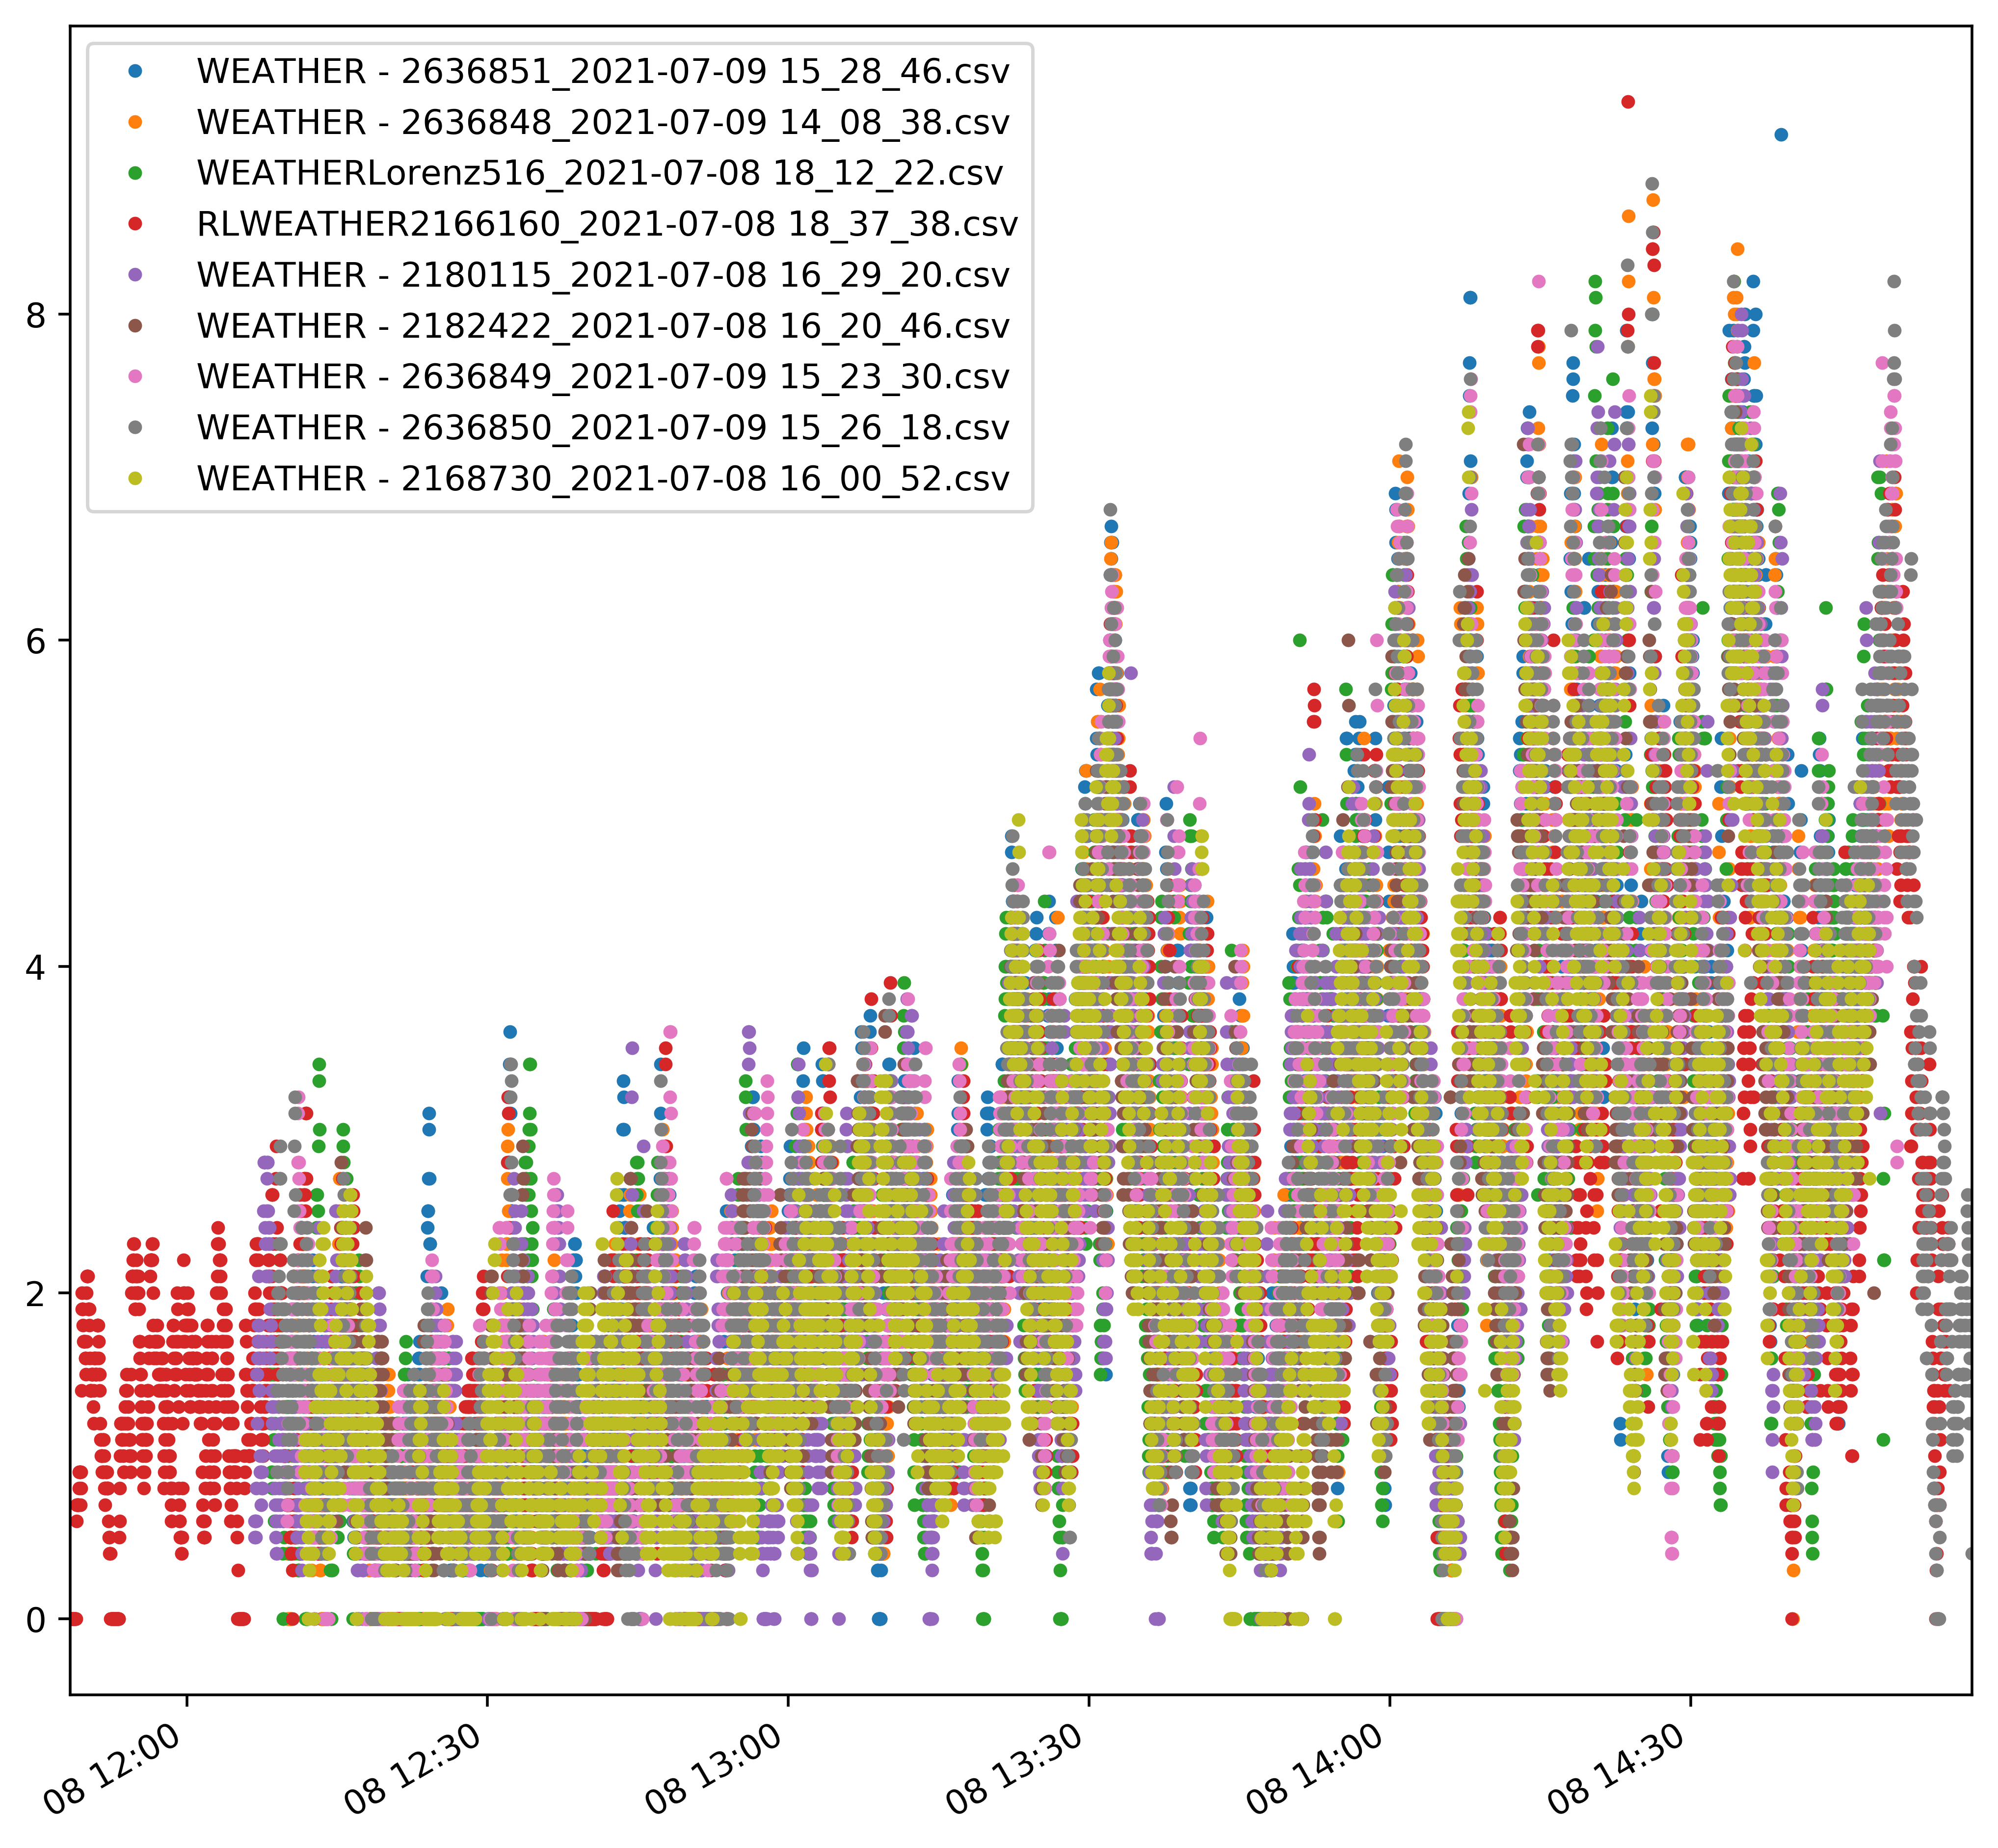 WEATHER - 2636851_2021-07-09 15_28_46.csv
WEATHER - 2636848_2021-07-09 14_08_38.csv
WEATHERLorenz516_2021-07-08 18_12_22.csv
RLWEATHER2166160_2021-07-08 18_37_38.csv
WEATHER - 2180115_2021-07-08 16_29_20.csv
WEATHER - 2182422_2021-07-08 16_20_46.csv
WEATHER - 2636849_2021-07-09 15_23_30.csv
WEATHER - 2636850_2021-07-09 15_26_18.csv
WEATHER - 2168730_2021-07-08 16_00_52.csv
8
6
4
2
0
08 12:00
08 12:30
08 13:00
08 13:30
08 14:00
08 14:30